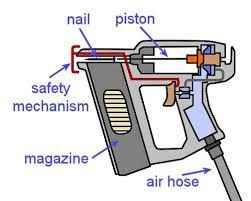 nail
piston
safety
mechanism
magazine
air hose